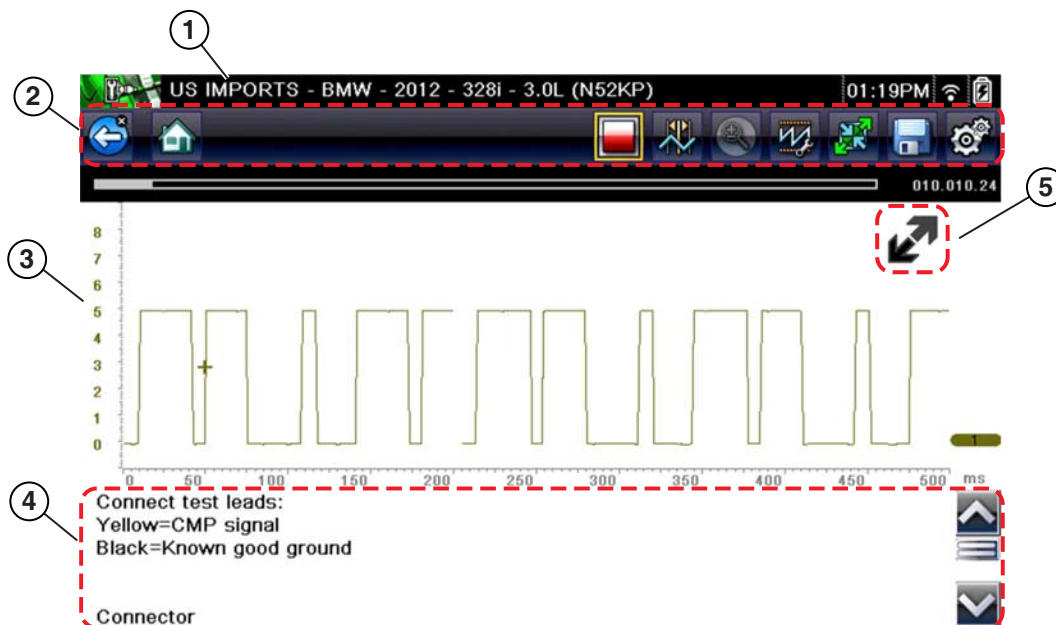 1
2
US IMPORTS - BMW - 2012 - 328i - 3.0L (N52KP) 01:19PM
010.010.24
5
3
8
7
6
5
4
3
2
1
0
1
0 50 100 150 200 250 300 350 400 450 500 ms
4
Connect test leads:
Yellow=CMP signal
Black=Known good ground
Connector